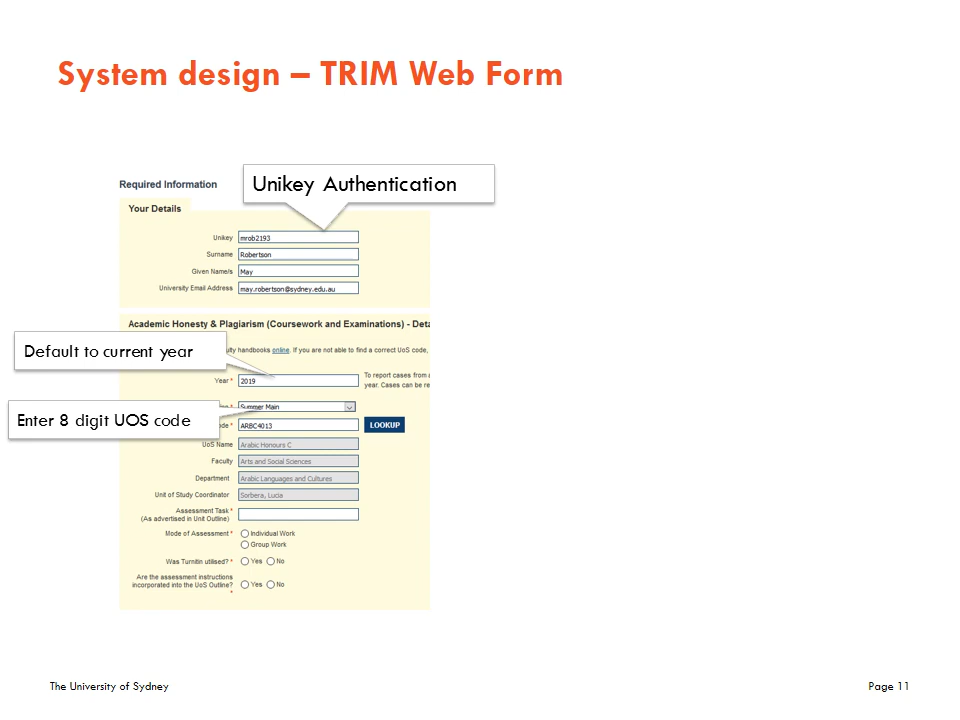 System design – TRIM Web Form
Required Information
Unikey Authentication
Your Details
Unikey mrob2193
Surname Robertson
Given Name/s May
University Email Address may.robertson@sydney.edu.au
Academic Honesty & Plagiarism (Coursework and Examinations) - Deta
Default to current year
ulty handbooks online. If you are not able to find a correct UoS code,
Year * 2019
To report cases from
year. Cases can be re
Enter 8 digit UOS code
Summer Main
ode * ARBC4013 LOOKUP
UoS Name Arabic Honours C
Faculty Arts and Social Sciences
Department Arabic Languages and Cultures
Unit of Study Coordinator Sorbera, Lucia
Assessment Task *
(As advertised in Unit Outline)
Mode of Assessment * Individual Work
Group Work
Was Turnitin utilised? * Yes No
Are the assessment instructions
incorporated into the UoS Outline? Yes No
*
The University of Sydney
Page 11